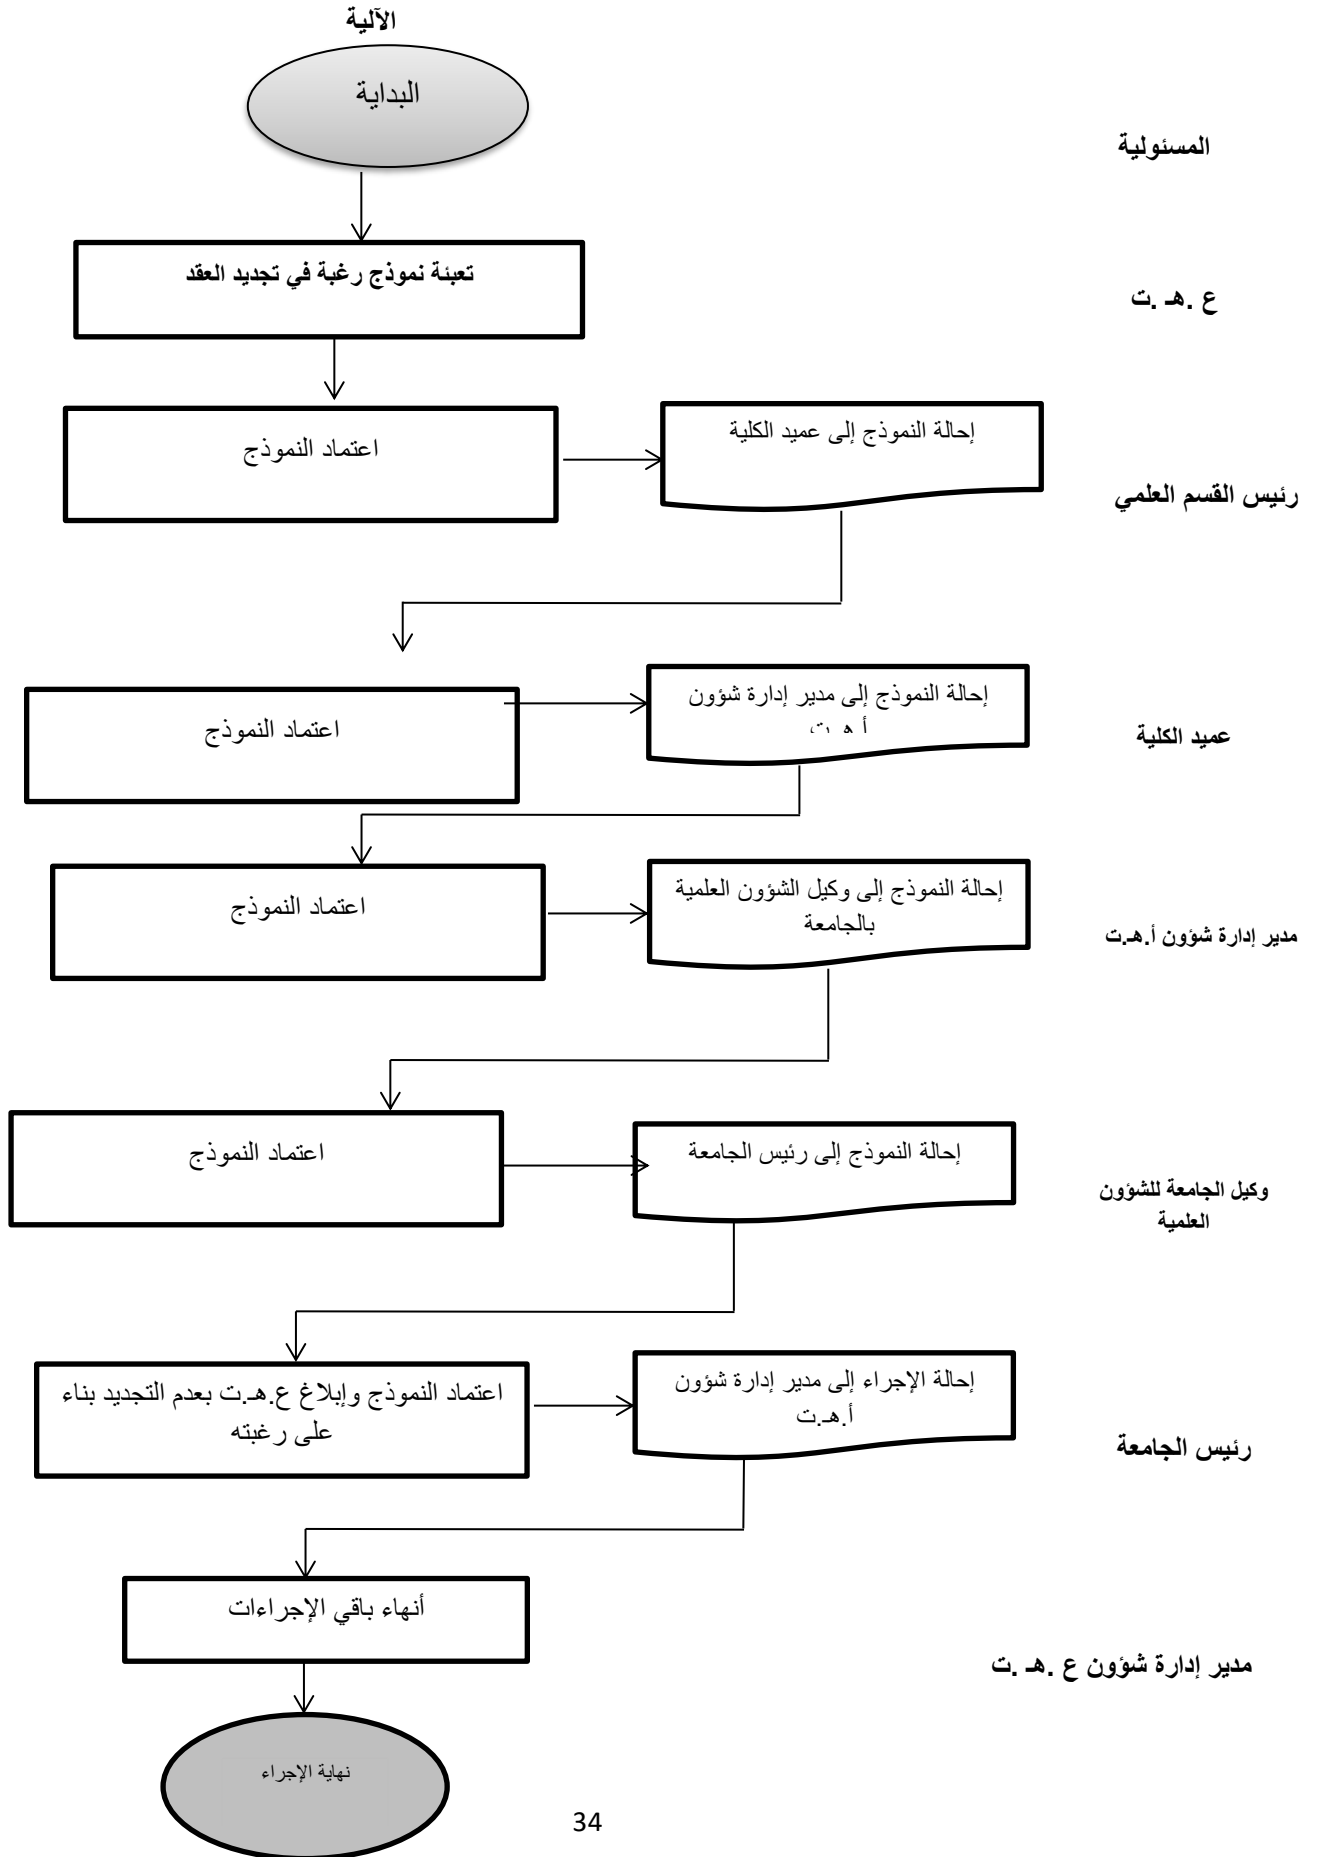 الآلية
البداية
المسئولية
تعبئة نموذج رغبة في تجديد العقد
ع .هـ .ت
إحالة النموذج إلى عميد الكلية
اعتماد النموذج
رئيس القسم العلمي
إحالة النموذج إلى مدير إدارة شؤون
أ.هـ.ت
اعتماد النموذج
عميد الكلية
إحالة النموذج إلى وكيل الشؤون العلمية
بالجامعة
اعتماد النموذج
مدير إدارة شؤون أ.هـ.ت
إحالة النموذج إلى رئيس الجامعة
اعتماد النموذج
وكيل الجامعة للشؤون
العلمية
إحالة الإجراء إلى مدير إدارة شؤون
أ.هـ.ت
اعتماد النموذج وإبلاغ ع.هـ.ت بعدم التجديد بناء
على رغبته
رئيس الجامعة
أنهاء باقي الإجراءات
مدير إدارة شؤون ع .هـ .ت
نهاية الإجراء
34